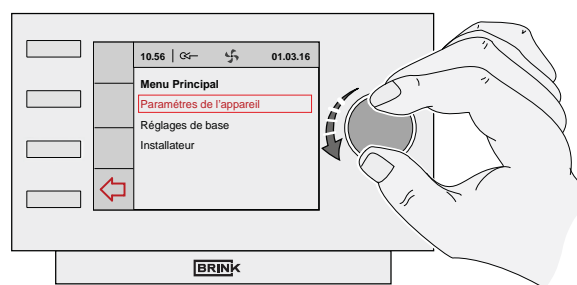 10.56 01.03.16
Menu Principal
Paramétres de l'appareil
Réglages de base
Installateur
BRINK